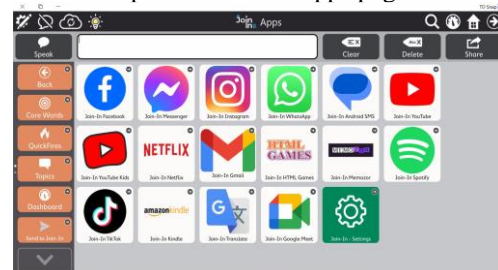 TD Snap
Join In Apps
Speak
Clear
Delete
Share
Back
Join-In Facebook
Join-In Messenger
Join-In Instagram
Join-In WhatsApp
Join-In Android SMS
Join-In YouTube
Core Words
QuickFires
NETFLIX
HTML GAMES
Join-In YouTube Kids
Join-In Netflix
Join-In Gmail
Join-In HTML Games
Join-In Memozor
Join-In Spotify
Topics
Dashboard
amazonkindle
G
Send to Join-In
Join-In TikTok
Join-In Kindle
Join-In Translate
Join-In Google Meet
Join-In - Settings